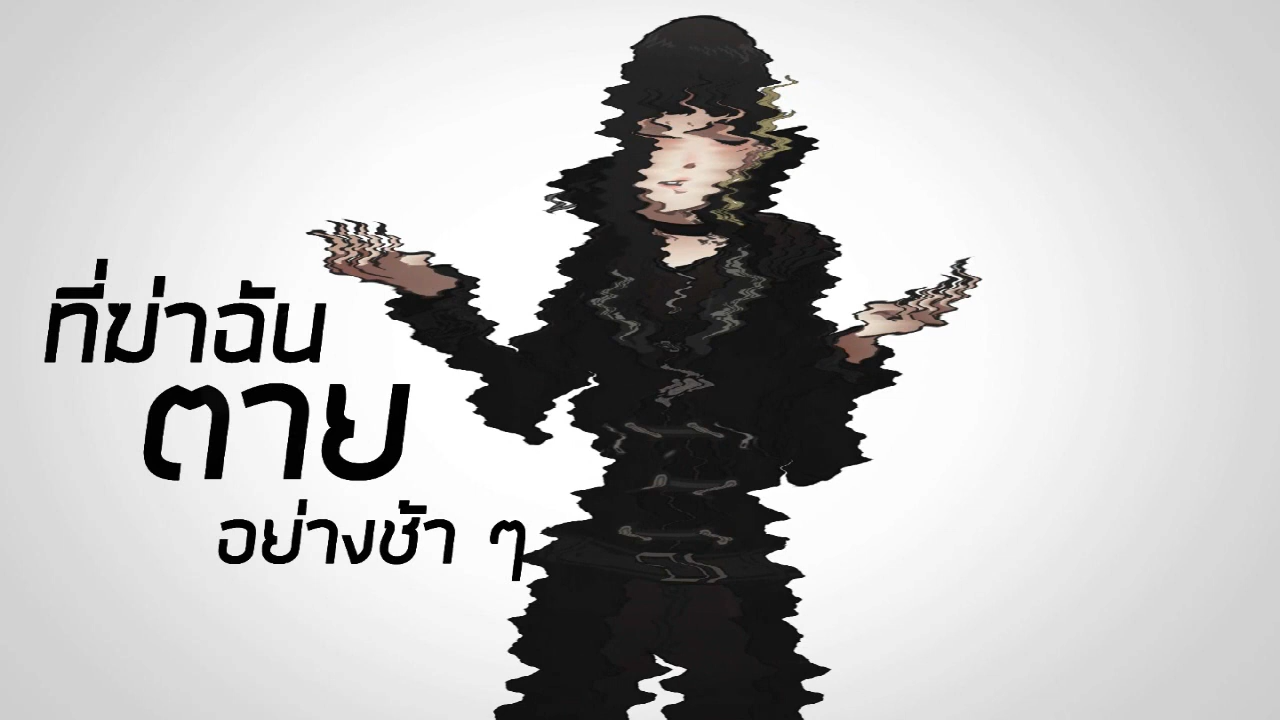 ที่ฆ่าฉัน
ตาย
อย่างช้า ๆ